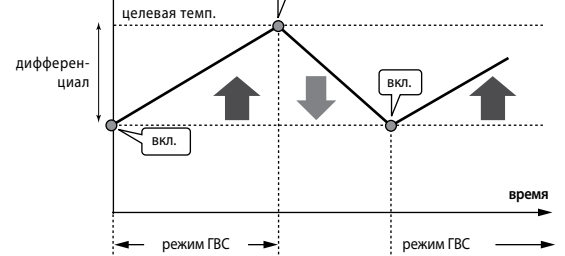 целевая темп.
дифферен-
циал
вкл.
вкл.
время
режим ГВС
режим ГВС